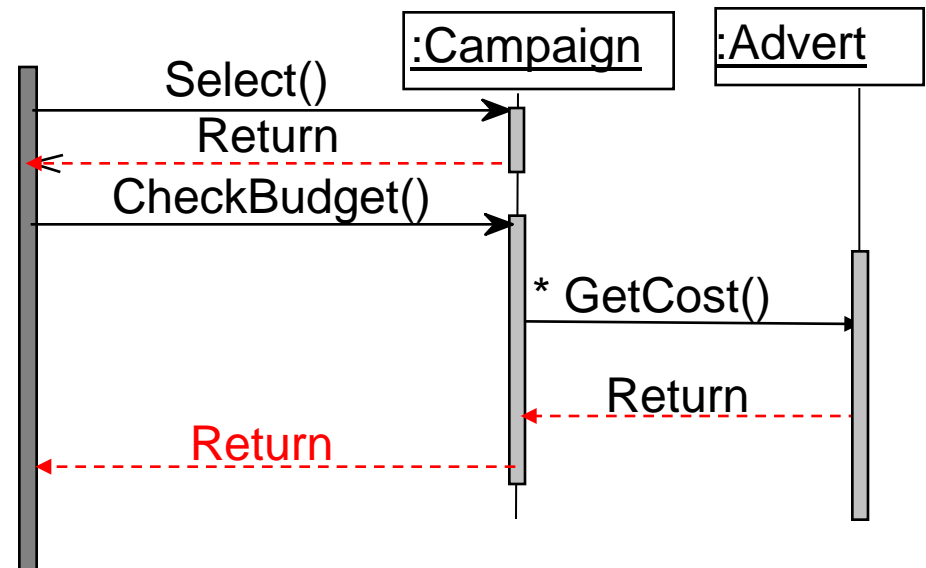 :Campaign
:Advert
Select()
Return
CheckBudget()
* GetCost()
Return
Return